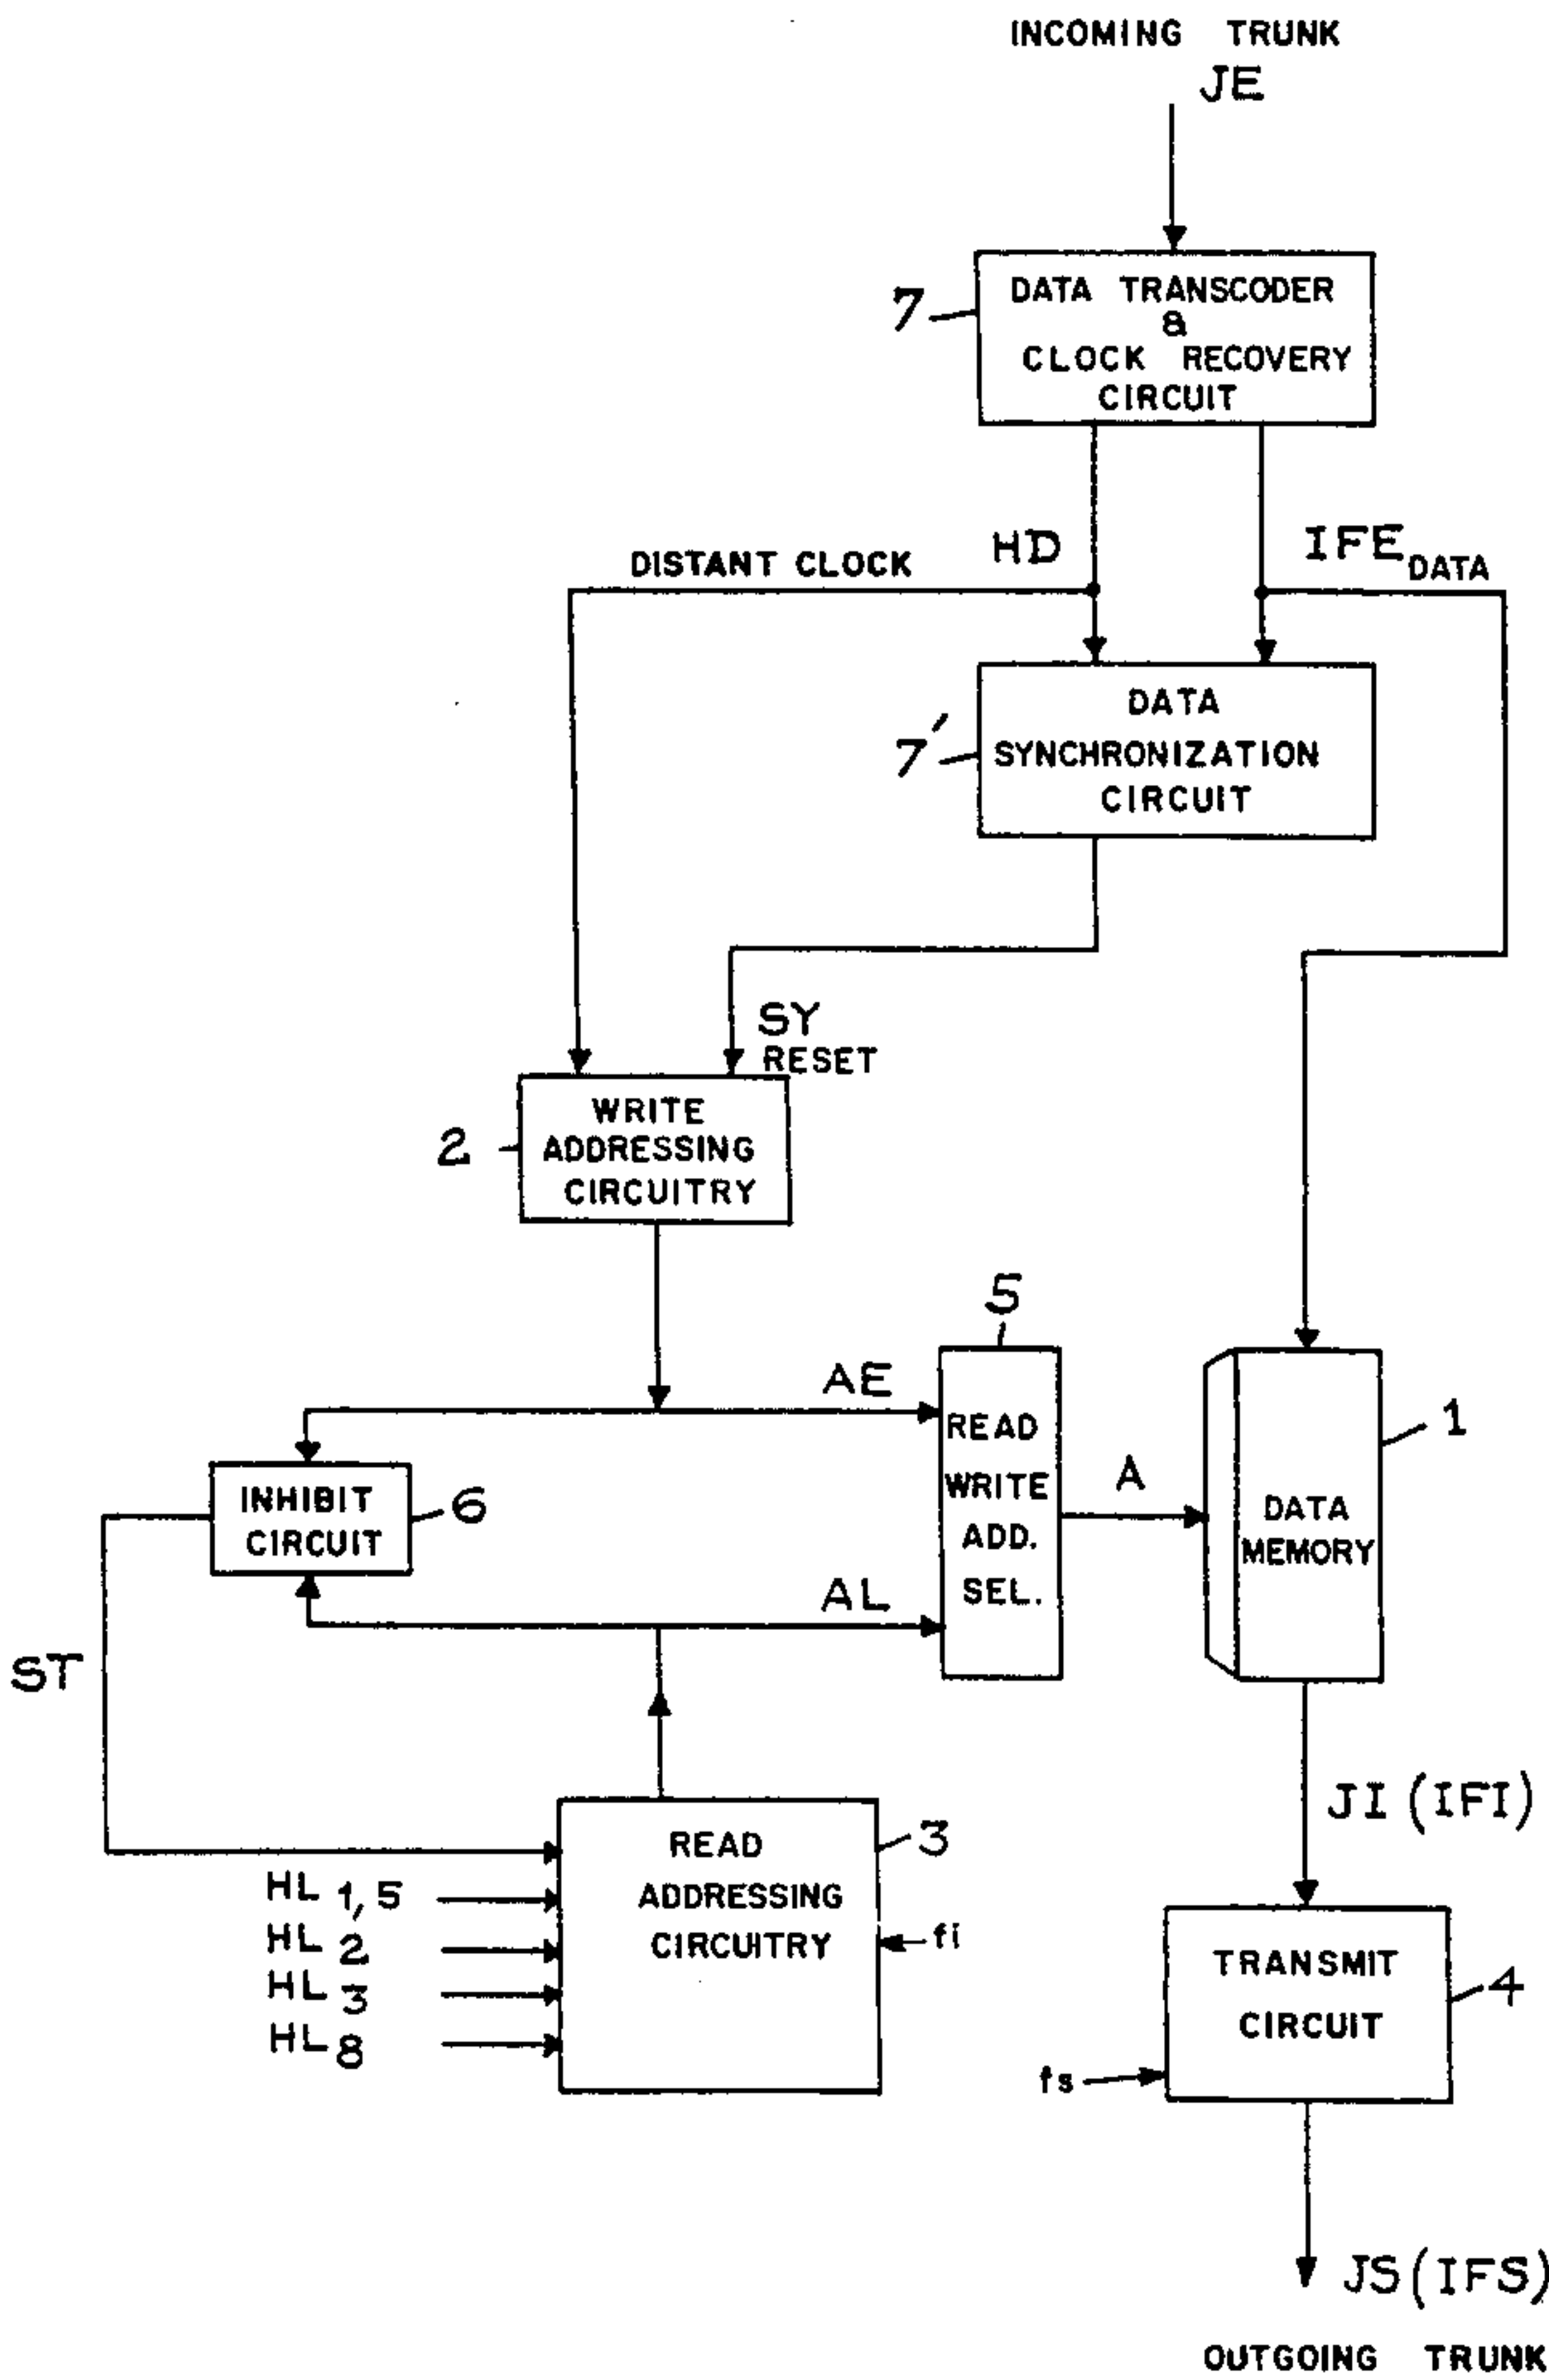 INCOMING TRUNK
JE
7
DATA TRANSCODER
&
CLOCK RECOVERY
CIRCUIT
DISTANT CLOCK
HD
IFE DATA
7'
DATA
SYNCHRONIZATION
CIRCUIT
SY
RESET
2
WRITE
ADDRESSING
CIRCUITRY
5
AE
READ
WRITE
ADD.
SEL.
A
1
DATA
MEMORY
INHIBIT
CIRCUIT
6
AL
ST
JI (IFI)
READ
ADDRESSING
CIRCUITRY
3
HL 1,5
HL 2
HL 3
HL 8
fi
TRANSMIT
CIRCUIT
4
fs
JS (IFS)
OUTGOING TRUNK